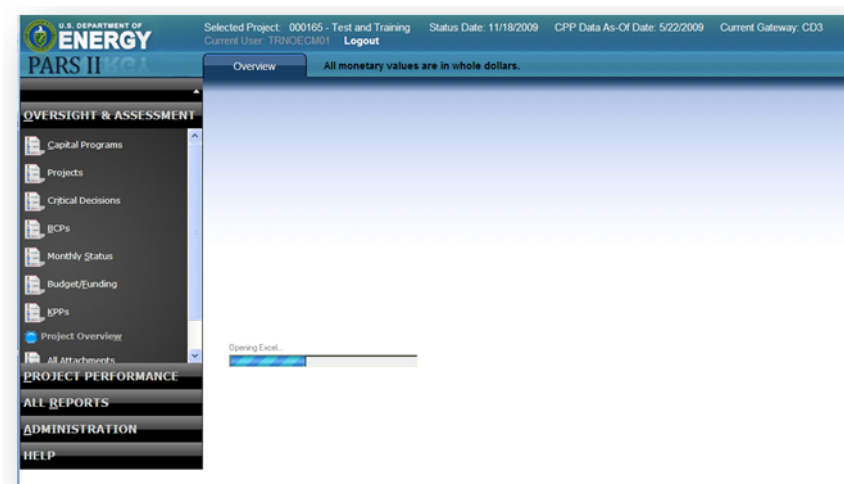 U.S. DEPARTMENT OF
ENERGY
Selected Project: 000165 - Test and Training Status Date: 11/18/2009 CPP Data As-Of Date: 5/22/2009 Current Gateway: CD3
Current User: TRNOECM01 Logout
PARS II
Overview All monetary values are in whole dollars.
OVERSIGHT & ASSESSMENT
Capital Programs
Projects
Critical Decisions
BCPs
Monthly Status
Budget/Funding
KPPs
Project Overview
All Attachments
Opening Excel...
PROJECT PERFORMANCE
ALL REPORTS
ADMINISTRATION
HELP